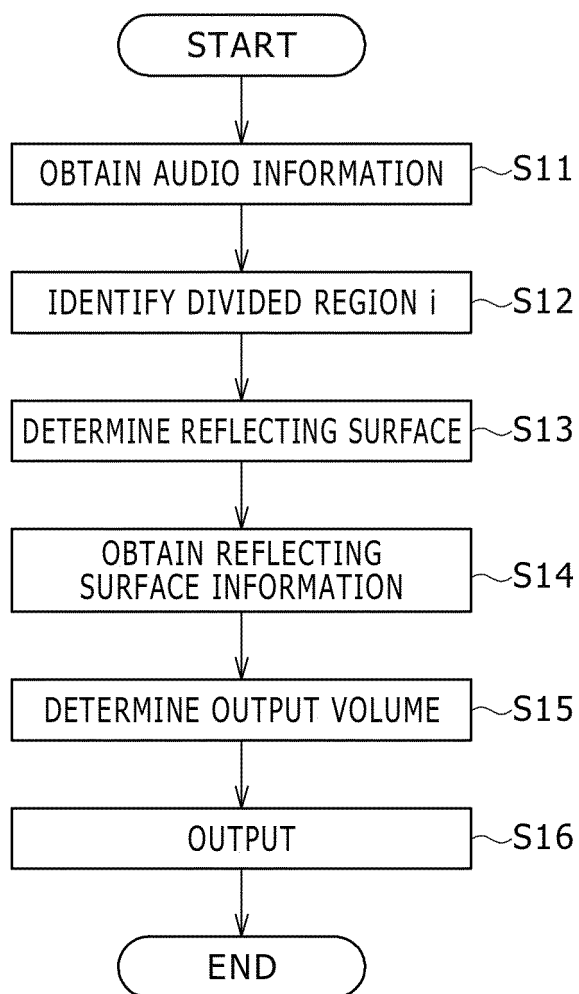 START
OBTAIN AUDIO INFORMATION
S11
IDENTIFY DIVIDED REGION i
S12
DETERMINE REFLECTING SURFACE
S13
OBTAIN REFLECTING
SURFACE INFORMATION
S14
DETERMINE OUTPUT VOLUME
S15
OUTPUT
S16
END